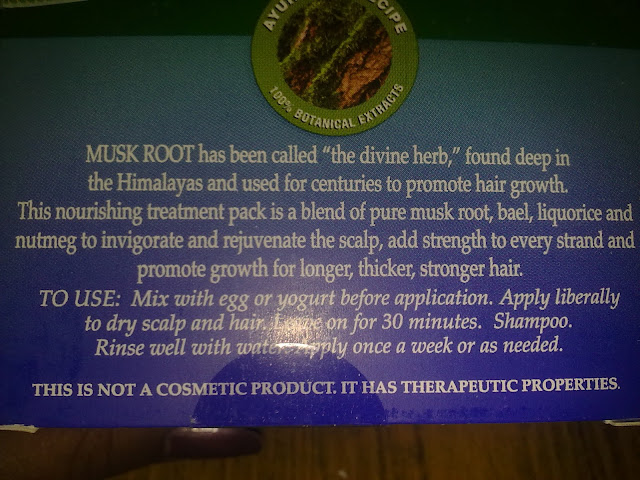 AYU CIPE
100% BOTANICAL EXTRACTS
MUSK ROOT has been called “the divine herb,” found deep in
the Himalayas and used for centuries to promote hair growth.
This nourishing treatment pack is a blend of pure musk root, bael, liquorice and
nutmeg to invigorate and rejuvenate the scalp, add strength to every strand and
promote growth for longer, thicker, stronger hair.
TO USE: Mix with egg or yogurt before application. Apply liberally
to dry scalp and hair. on for 30 minutes. Shampoo.
Rinse well with water. Apply once a week or as needed.
THIS IS NOT A COSMETIC PRODUCT. IT HAS THERAPEUTIC PROPERTIES.